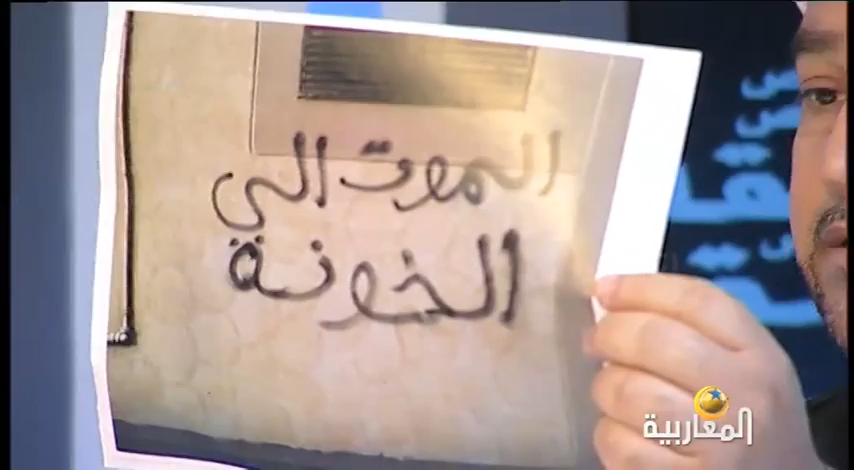 الموت الى
الخونة
المغاربية